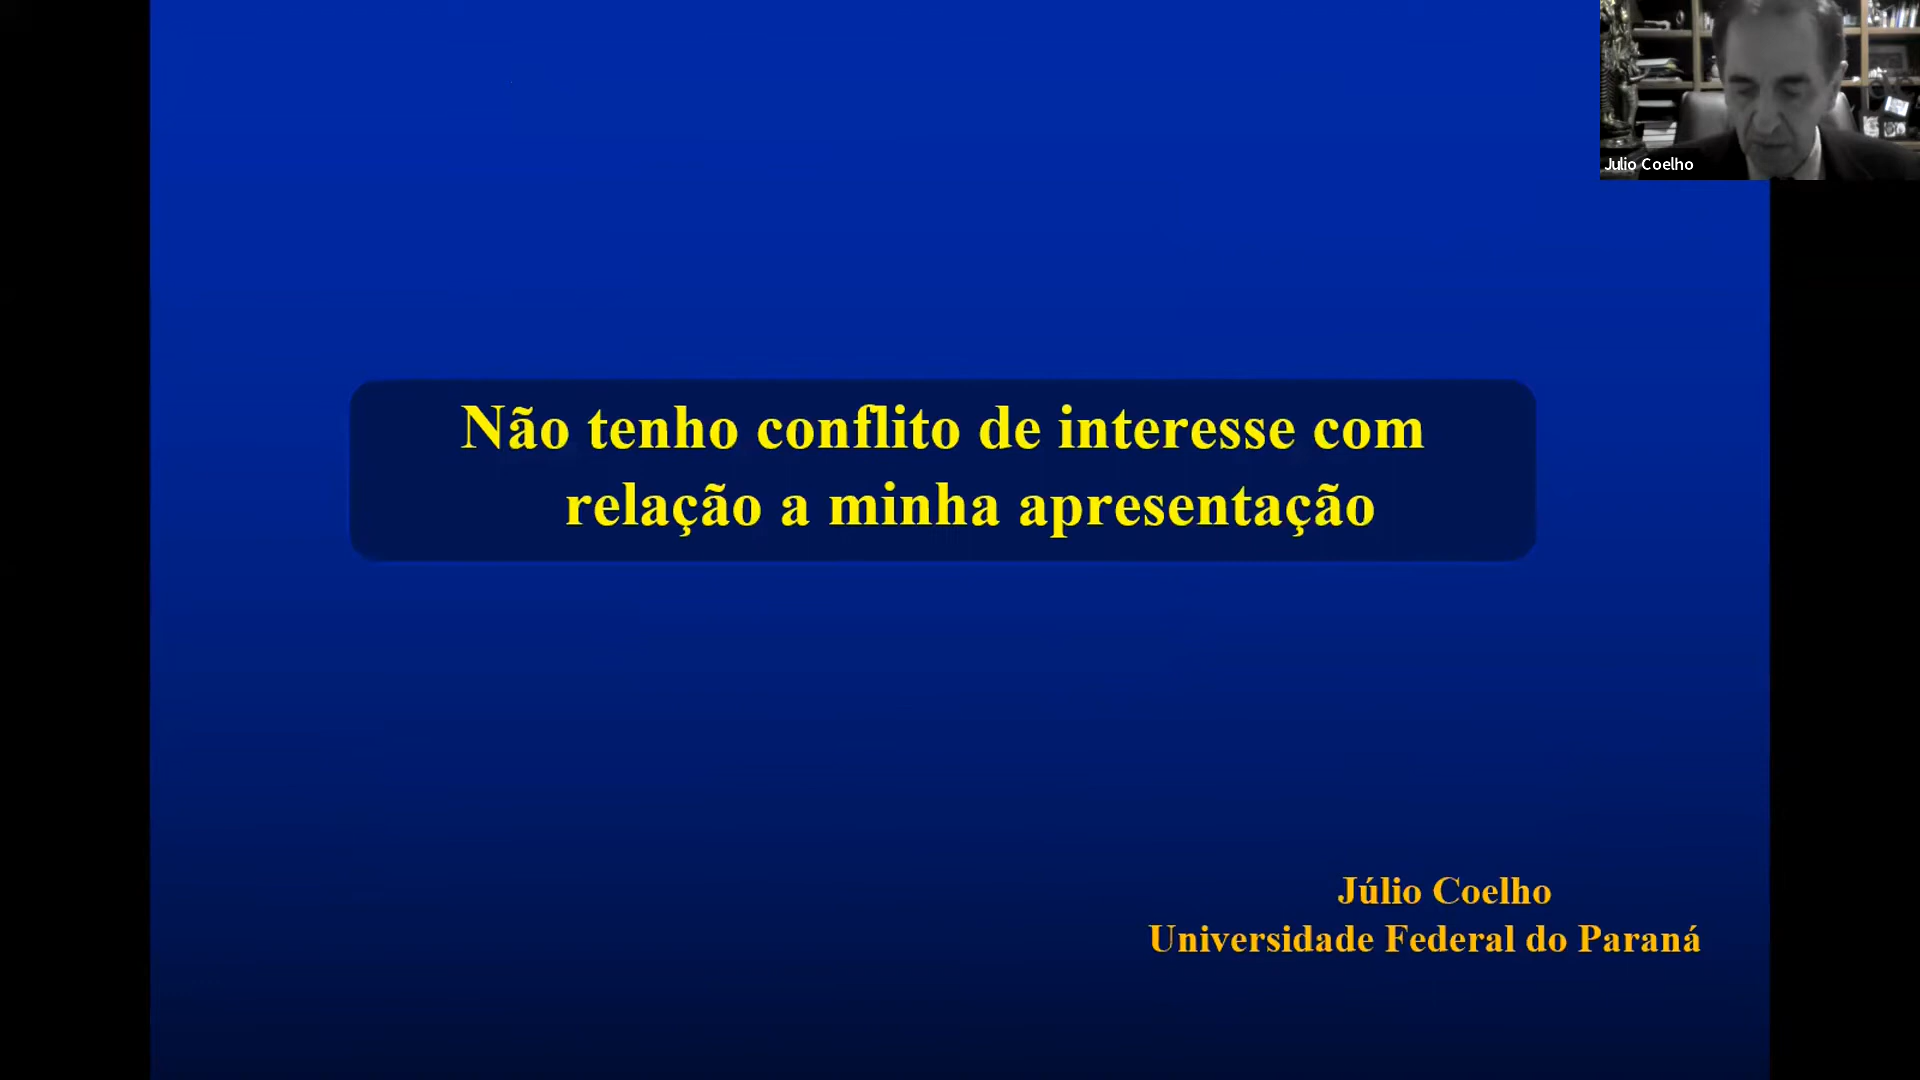 Julio Coelho
Não tenho conflito de interesse com
relação a minha apresentação
Júlio Coelho
Universidade Federal do Paraná